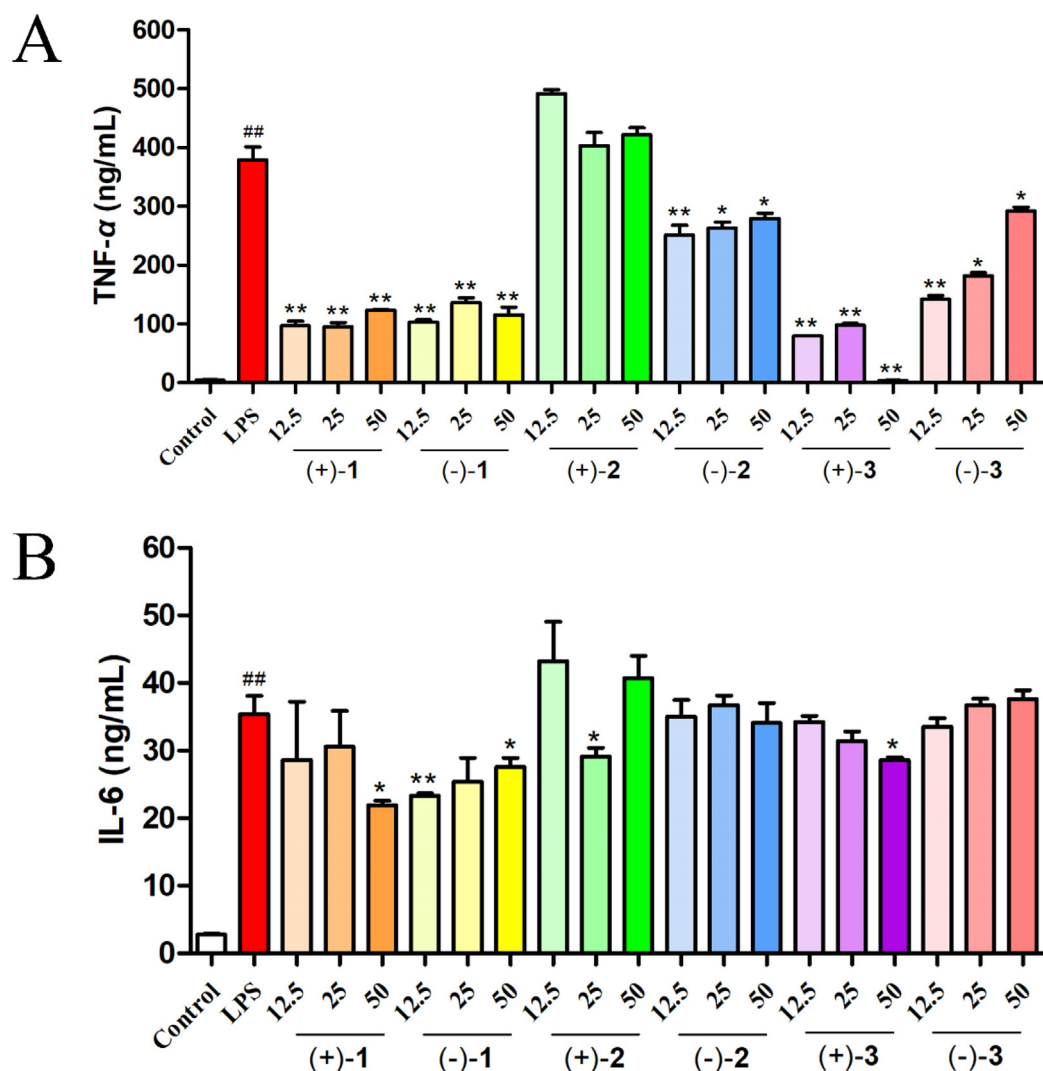 A
TNF-α (ng/mL)
600
500
400
300
200
100
0
##
** ** ** ** ** ** ** * * ** ** ** ** * *
Control LPS 12.5 25 50 12.5 25 50 12.5 25 50 12.5 25 50 12.5 25 50 12.5 25 50
(+)-1 (-)-1 (+)-2 (-)-2 (+)-3 (-)-3
B
IL-6 (ng/mL)
60
50
40
30
20
10
0
##
* ** * * *
Control LPS 12.5 25 50 12.5 25 50 12.5 25 50 12.5 25 50 12.5 25 50 12.5 25 50
(+)-1 (-)-1 (+)-2 (-)-2 (+)-3 (-)-3